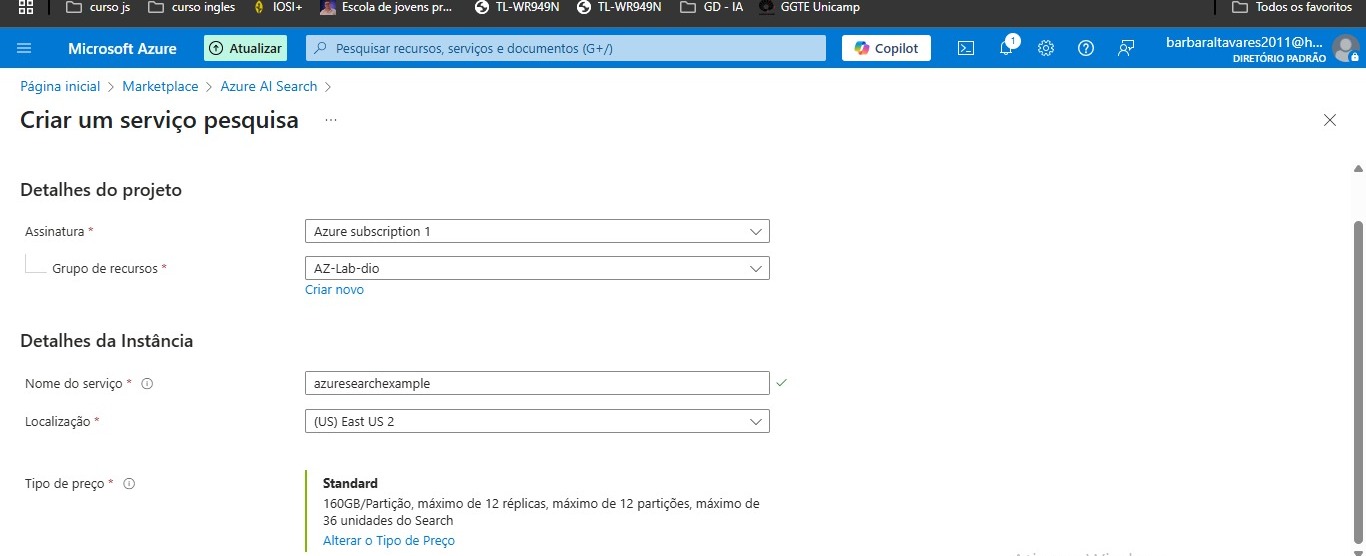 curso js curso ingles IOSI+ Escola de jovens pr... TL-WR949N TL-WR949N GD - IA GGTE Unicamp Todos os favoritos
Microsoft Azure Atualizar Pesquisar recursos, serviços e documentos (G+/) Copilot 1 barbaraltavares2011@h...
DIRETÓRIO PADRÃO
Página inicial > Marketplace > Azure AI Search >
Criar um serviço pesquisa ...
Detalhes do projeto
Assinatura * Azure subscription 1
Grupo de recursos * AZ-Lab-dio
Criar novo
Detalhes da Instância
Nome do serviço * azuresearchexample
Localização * (US) East US 2
Tipo de preço * Standard
160GB/Partição, máximo de 12 réplicas, máximo de 12 partições, máximo de
36 unidades do Search
Alterar o Tipo de Preço